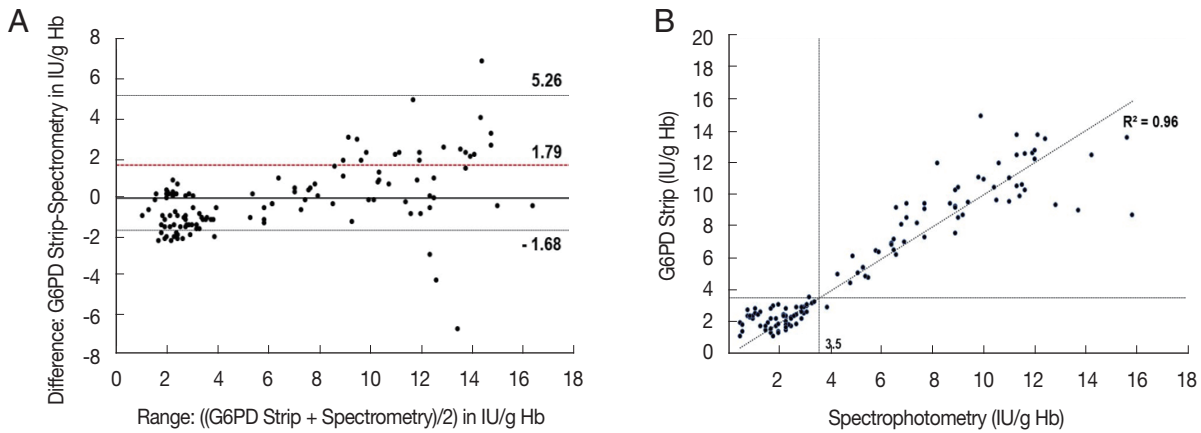 A
Difference: G6PD Strip-Spectrometry in IU/g Hb
8
6
4
2
0
-2
-4
-6
-8
5.26
1.79
- 1.68
0 2 4 6 8 10 12 14 16 18
Range: ((G6PD Strip + Spectrometry)/2) in IU/g Hb
B
G6PD Strip (IU/g Hb)
20
18
16
14
12
10
8
6
4
2
0
R² = 0.96
3.5
2 4 6 8 10 12 14 16 18
Spectrophotometry (IU/g Hb)